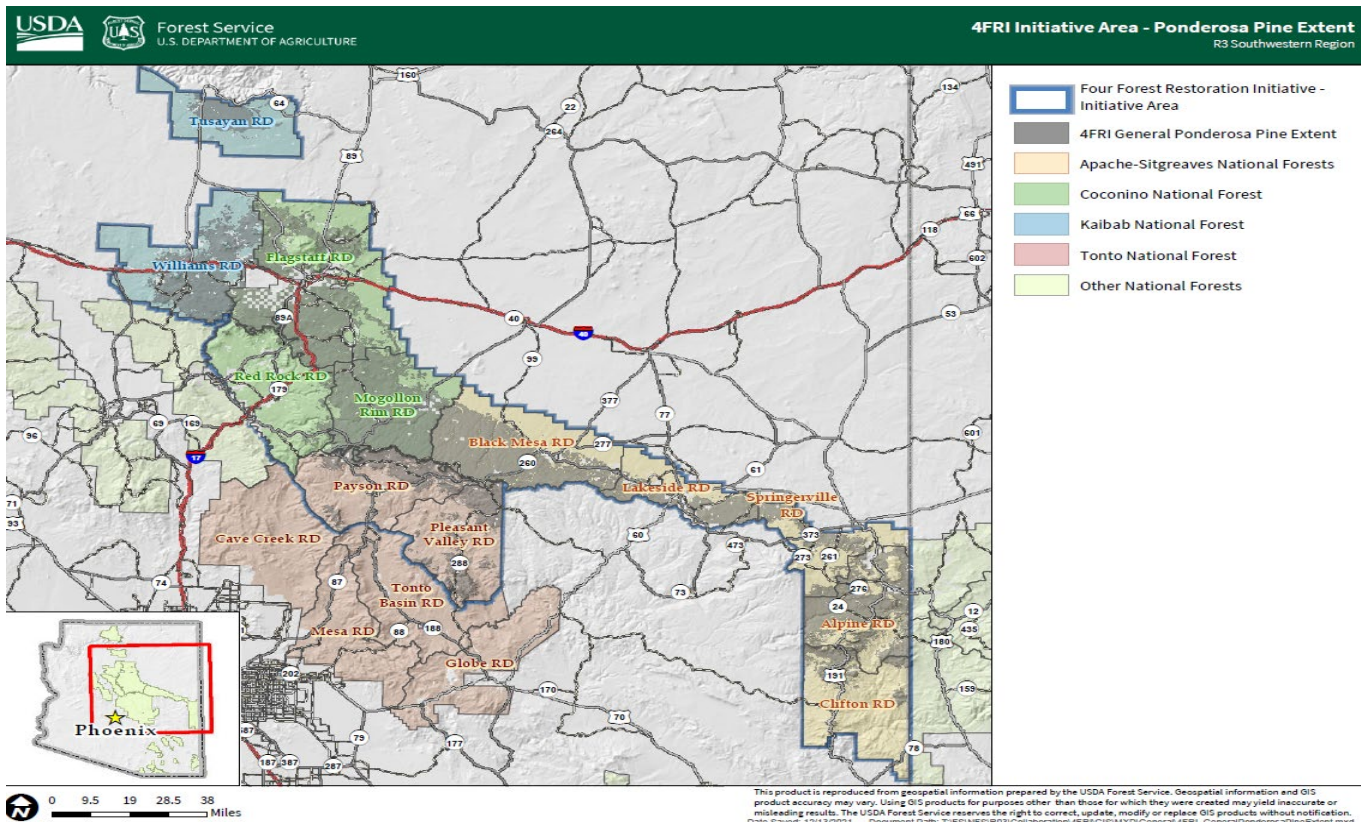 USDA
Forest Service
U.S. DEPARTMENT OF AGRICULTURE
4FRI Initiative Area - Ponderosa Pine Extent
R3 Southwestern Region
Four Forest Restoration Initiative -
Initiative Area
4FRI General Ponderosa Pine Extent
Apache-Sitgreaves National Forests
Coconino National Forest
Kaibab National Forest
Tonto National Forest
Other National Forests
160
134
64
22
Tusayan RD
264
89
491
66
118
Flagstaff RD
602
Williams RD
53
89A
40
40
99
Red Rock RD
179
377
Mogollon
Rim RD
77
69
169
96
Black Mesa RD
277
601
17
260
61
Payson RD
Lakeside RD
Springerville
RD
71
93
Pleasant
Valley RD
Cave Creek RD
60
473
373
273
261
288
74
87
73
276
Tonto
Basin RD
24
12
435
Alpine RD
Mesa RD
88
188
180
Globe RD
202
191
159
170
Clifton RD
70
Phoenix
79
177
78
187
387
287
0 9.5 19 28.5 38
Miles
This product is reproduced from geospatial information prepared by the USDA Forest Service. Geospatial information and GIS
product accuracy may vary. Using GIS products for purposes other than those for which they were created may yield inaccurate or
misleading results. The USDA Forest Service reserves the right to correct, update, modify or replace GIS products without notification.